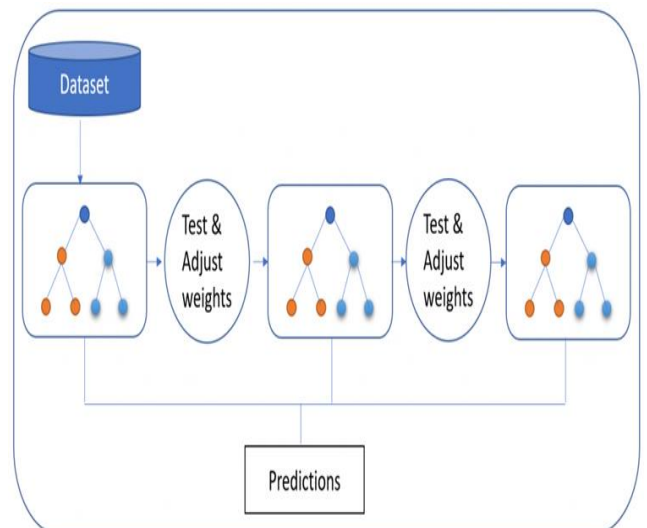 Dataset
Test &
Adjust
weights
Test &
Adjust
weights
Predictions